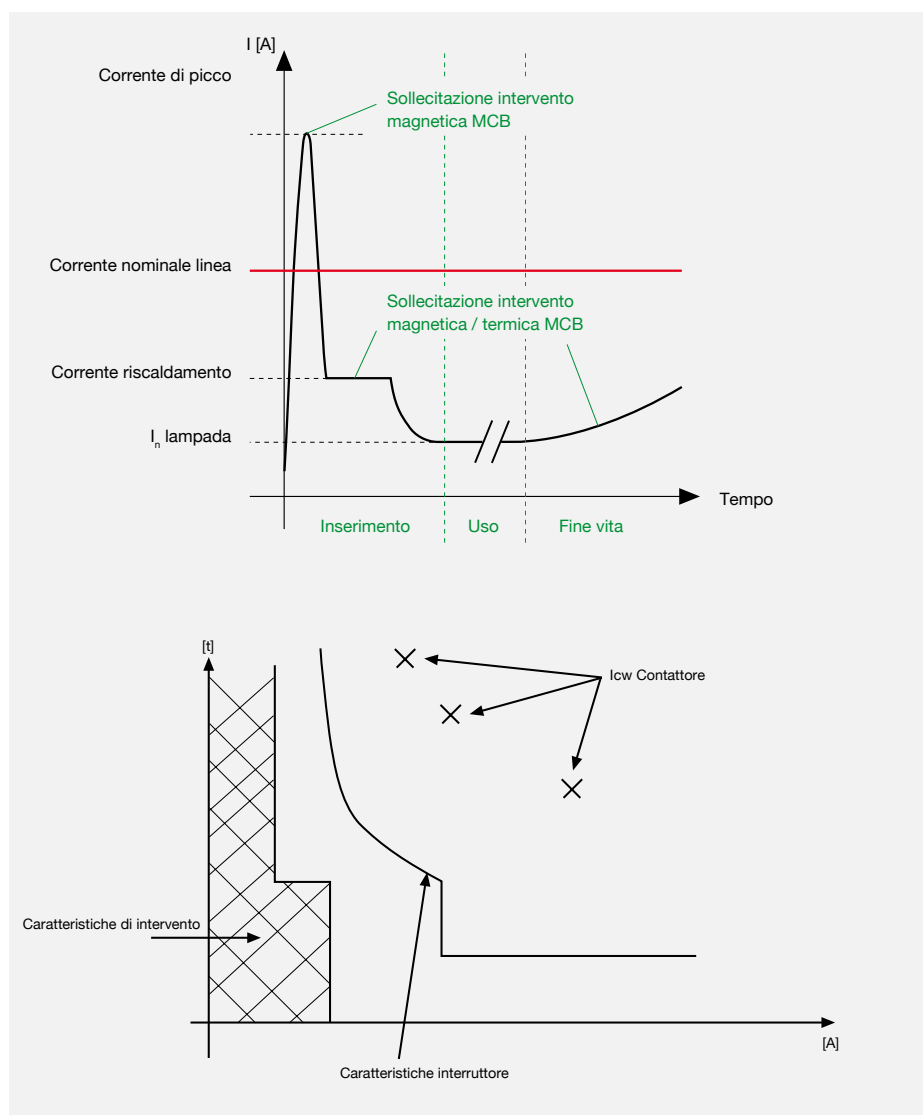 I [A]
Corrente di picco
Sollecitazione intervento
magnetica MCB
Corrente nominale linea
Sollecitazione intervento
magnetica / termica MCB
Corrente riscaldamento
In lampada
Tempo
Inserimento
Uso
Fine vita
[t]
Icw Contattore
Caratteristiche di intervento
[A]
Caratteristiche interruttore